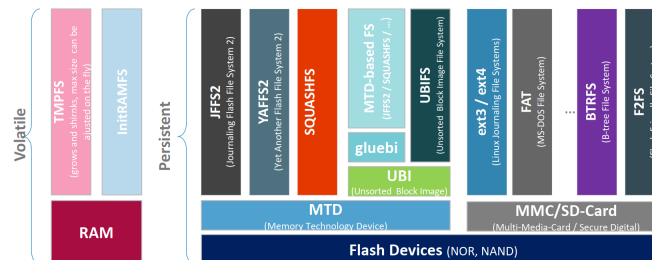 Volatile
TMPFS
(grows and shrinks, max size can be
ajusted on the fly)
InitRAMFS
RAM
Persistent
JFFS2
(Journaling Flash File System 2)
YAFFS2
(Yet Another Flash File System 2)
SQUASHFS
MTD-based FS
(JFFS2 / SQUASHFS / ...)
gluebi
UBIFS
(Unsorted Block Image File System)
UBI
(Unsorted Block Image)
MTD
(Memory Technology Device)
ext3 / ext4
(Linux Journaling File Systems)
FAT
(MS-DOS File System)
...
BTRFS
(B-tree File System)
F2FS
MMC/SD-Card
(Multi-Media-Card / Secure Digital)
Flash Devices (NOR, NAND)